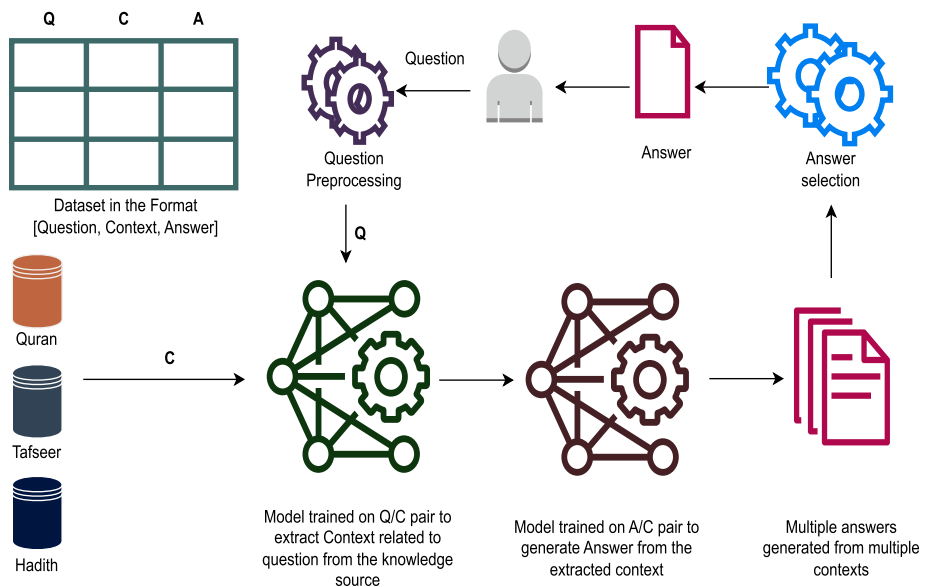 Q C A
Dataset in the Format
[Question, Context, Answer]
Question
Question
Preprocessing
Answer
Answer
selection
Q
Quran
Tafseer
Hadith
C
Model trained on Q/C pair to
extract Context related to
question from the knowledge
source
Model trained on A/C pair to
generate Answer from the
extracted context
Multiple answers
generated from multiple
contexts